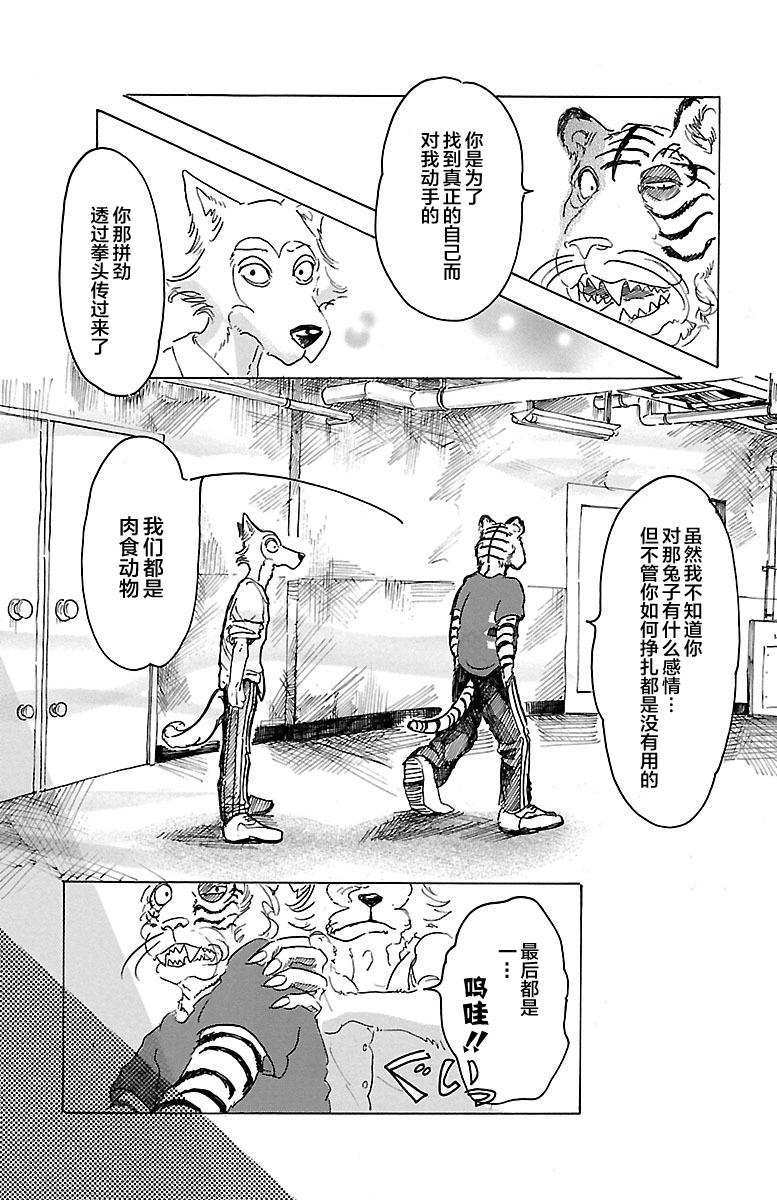 你是为了
找到真正的自己而
对我动手的
你那拼劲
透过拳头传过来了
虽然我不知道你
对那兔子有什么感情…
但不管你如何挣扎都是没有用的
我们都是
肉食动物
最后都是
一…
呜哇!!
ぐいっ